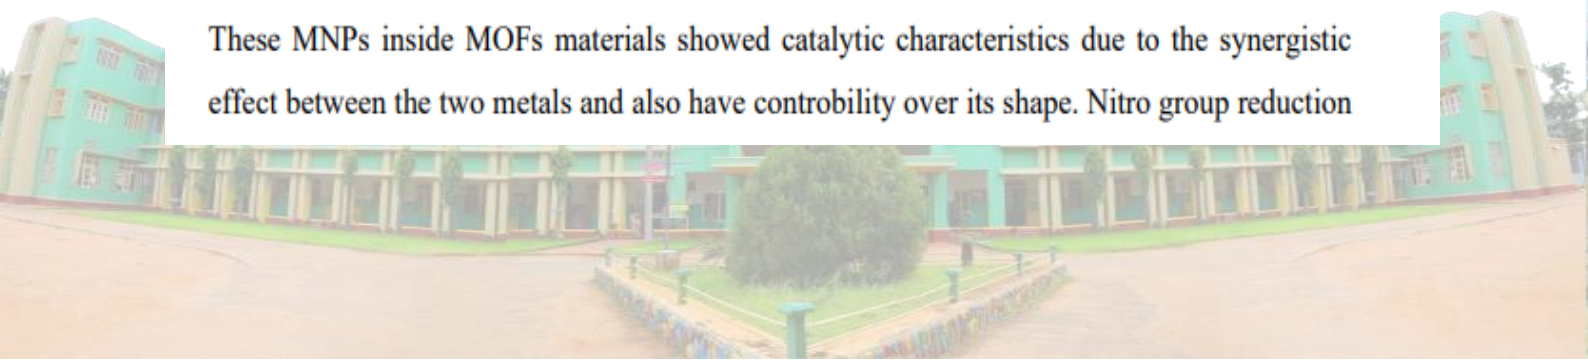 These MNPs inside MOFs materials showed catalytic characteristics due to the synergistic
effect between the two metals and also have controbility over its shape. Nitro group reduction